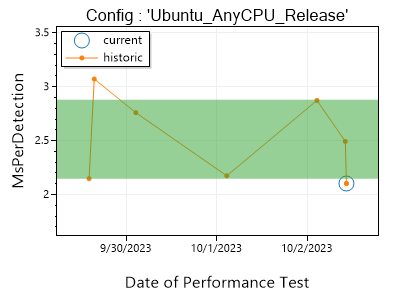 Config : 'Ubuntu_AnyCPU_Release'
current
historic
3.5
3
2.5
2
MsPerDetection
9/30/2023
10/1/2023
10/2/2023
Date of Performance Test